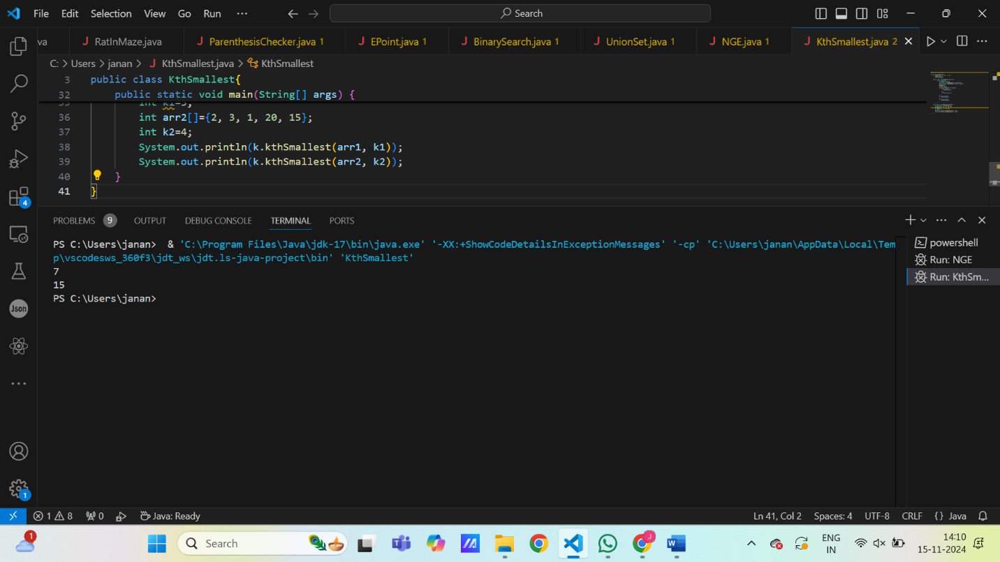 File Edit Selection View Go Run ··· Search
va RatInMaze.java ParenthesisChecker.java 1 EPoint.java 1 BinarySearch.java 1 UnionSet.java 1 NGE.java 1 KthSmallest.java 2
C: > Users > janan > KthSmallest.java > KthSmallest
3 public class KthSmallest{
32 public static void main(String[] args) {
36 int arr2[]={2, 3, 1, 20, 15};
37 int k2=4;
38 System.out.println(k.kthSmallest(arr1, k1));
39 System.out.println(k.kthSmallest(arr2, k2));
40 }
41 }
PROBLEMS 9 OUTPUT DEBUG CONSOLE TERMINAL PORTS
PS C:\Users\janan> & 'C:\Program Files\Java\jdk-17\bin\java.exe' '-XX:+ShowCodeDetailsInExceptionMessages' '-cp' 'C:\Users\janan\AppData\Local\Tem
p\vscodesws_360f3\jdt_ws\jdt.ls-java-project\bin' 'KthSmallest'
7
15
PS C:\Users\janan>
powershell
Run: NGE
Run: KthSm...
4
Json
1
1 8 0 Java: Ready Ln 41, Col 2 Spaces: 4 UTF-8 CRLF {} Java
1 Search J ENG
IN
14:10
15-11-2024